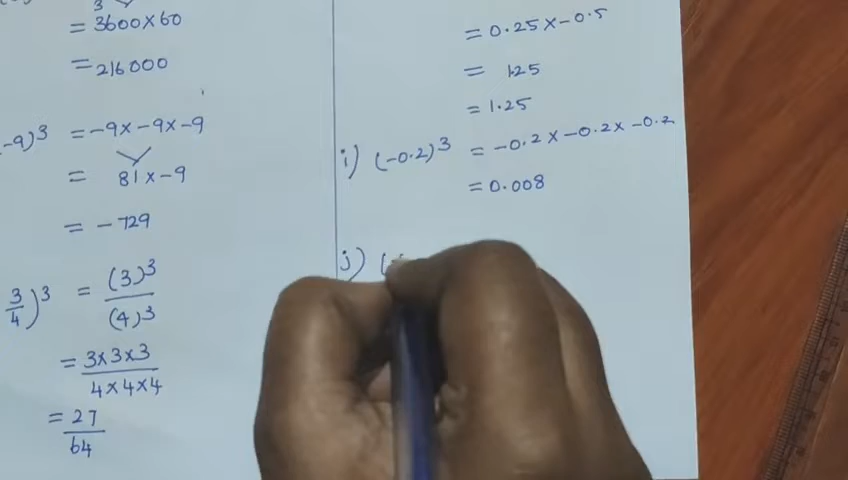 3
= 3600×60
= 216000
-9)³ = -9×-9×-9
= 81×-9
= -729
3/4)³ = (3)³/(4)³
= 3×3×3/4×4×4
= 27/64
= 0.25×-0.5
= 125
= 1.25
i) (-0.2)³ = -0.2×-0.2×-0.2
= 0.008
j) (